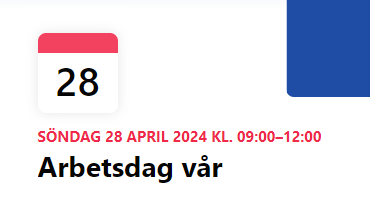 28
SÖNDAG 28 APRIL 2024 KL. 09:00–12:00
Arbetsdag vår